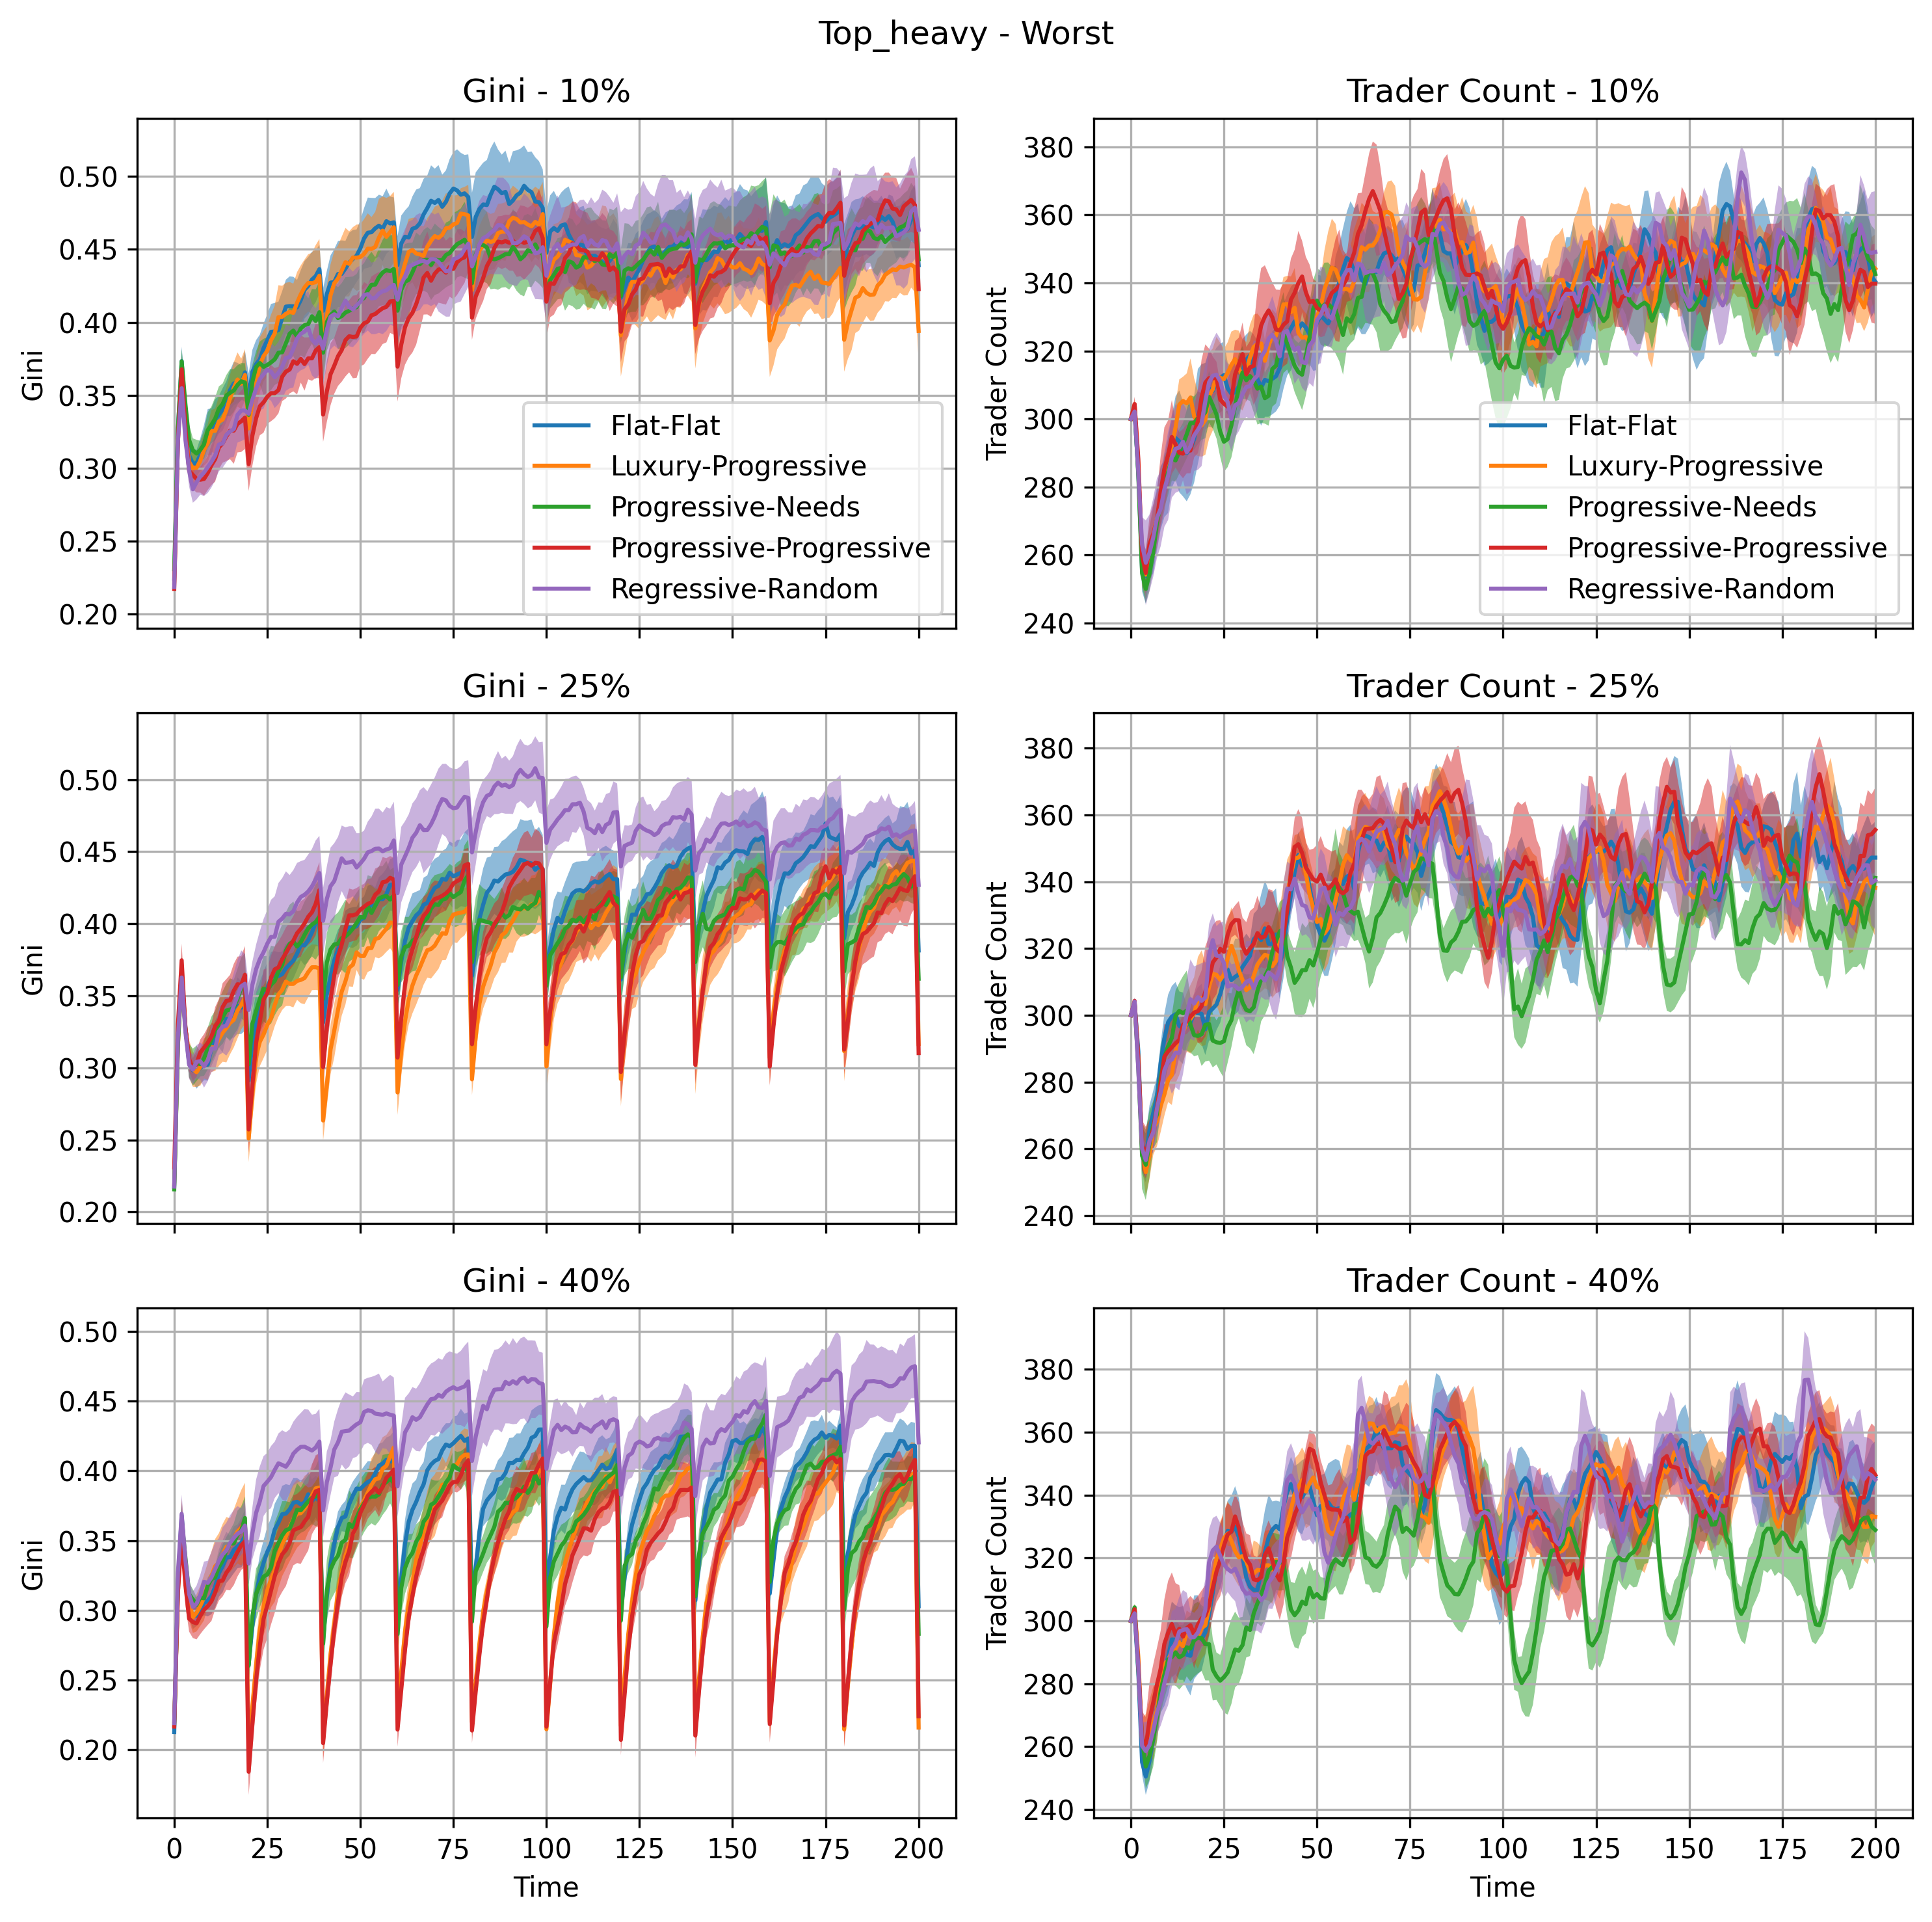 Top_heavy - Worst
Gini - 10%
Trader Count - 10%
Gini
0.50
0.45
0.40
0.35
0.30
0.25
0.20
Flat-Flat
Luxury-Progressive
Progressive-Needs
Progressive-Progressive
Regressive-Random
Trader Count
380
360
340
320
300
280
260
240
Flat-Flat
Luxury-Progressive
Progressive-Needs
Progressive-Progressive
Regressive-Random
Gini - 25%
Trader Count - 25%
Gini
0.50
0.45
0.40
0.35
0.30
0.25
0.20
Trader Count
380
360
340
320
300
280
260
240
Gini - 40%
Trader Count - 40%
Gini
0.50
0.45
0.40
0.35
0.30
0.25
0.20
0 25 50 75 100 125 150 175 200
Time
Trader Count
380
360
340
320
300
280
260
240
0 25 50 75 100 125 150 175 200
Time